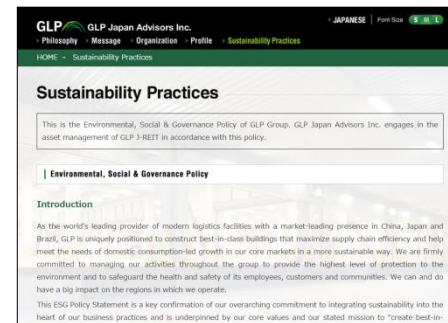 GLP GLP Japan Advisors Inc.
JAPANESE | Font Size S M L
Philosophy Message Organization Profile Sustainability Practices
HOME - Sustainability Practices
Sustainability Practices
This is the Environmental, Social & Governance Policy of GLP Group. GLP Japan Advisors Inc. engages in the
asset management of GLP J-REIT in accordance with this policy.
Environmental, Social & Governance Policy
Introduction
As the world's leading provider of modern logistics facilities with a market-leading presence in China, Japan and
Brazil, GLP is uniquely positioned to construct best-in-class buildings that maximize supply chain efficiency and help
meet the needs of domestic consumption-led growth in our core markets in a more sustainable way. We are firmly
committed to managing our activities throughout the group to provide the highest level of protection to the
environment and to safeguard the health and safety of its employees, customers and communities. We can and do
have a big impact on the regions in which we operate.
This ESG Policy Statement is a key confirmation of our overarching commitment to integrating sustainability into the
heart of our business practices and is underpinned by our core values and our stated mission to "create best-in-